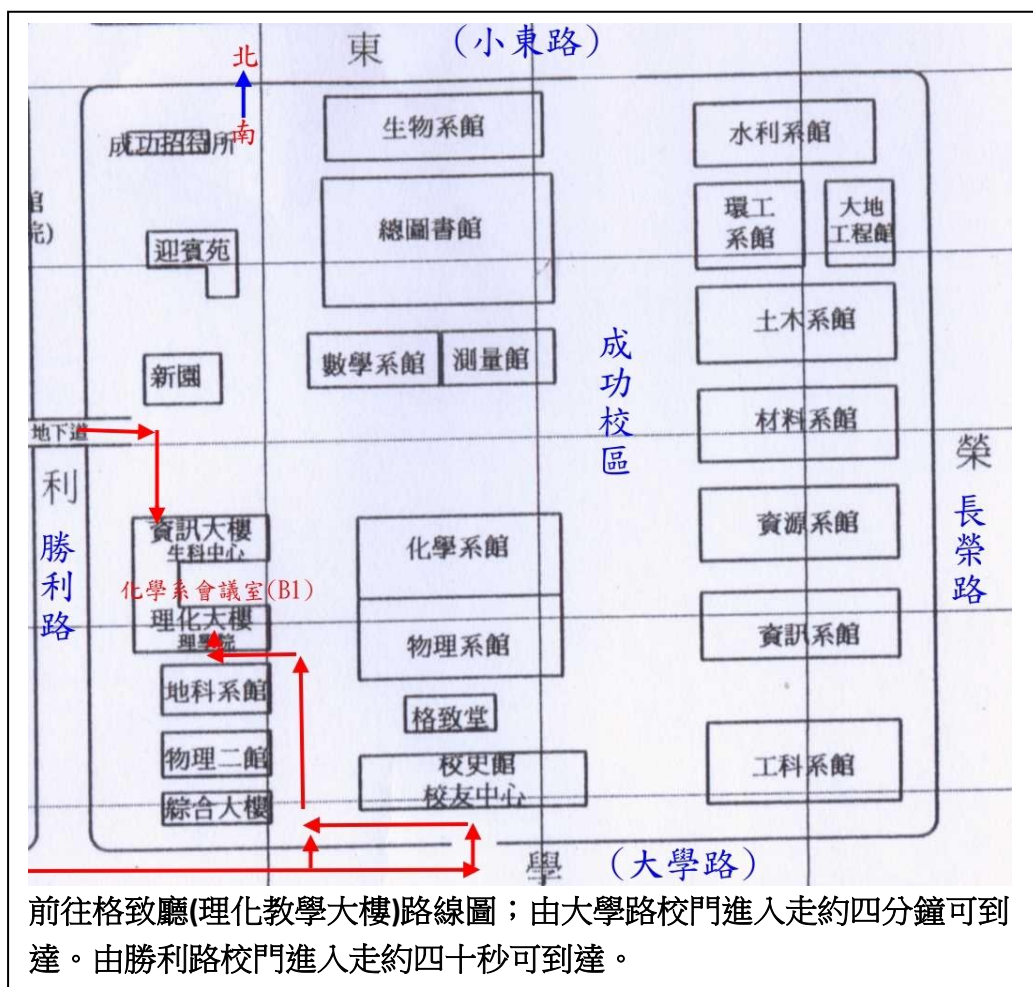 東
(小東路)
北
南
成功招待所
生物系館
水利系館
館
總圖書館
環工
系館
大地
工程館
迎賓苑
土木系館
成功校區
數學系館
測量館
新園
材料系館
地下道
利
榮
勝利路
長榮路
資訊大樓
生科中心
化學系館
資源系館
化學系會議室(B1)
理化大樓
理學院
物理系館
資訊系館
地科系館
格致堂
物理二館
校史館
校友中心
工科系館
綜合大樓
學
(大學路)
前往格致廳(理化教學大樓)路線圖；由大學路校門進入走約四分鐘可到
達。由勝利路校門進入走約四十秒可到達。